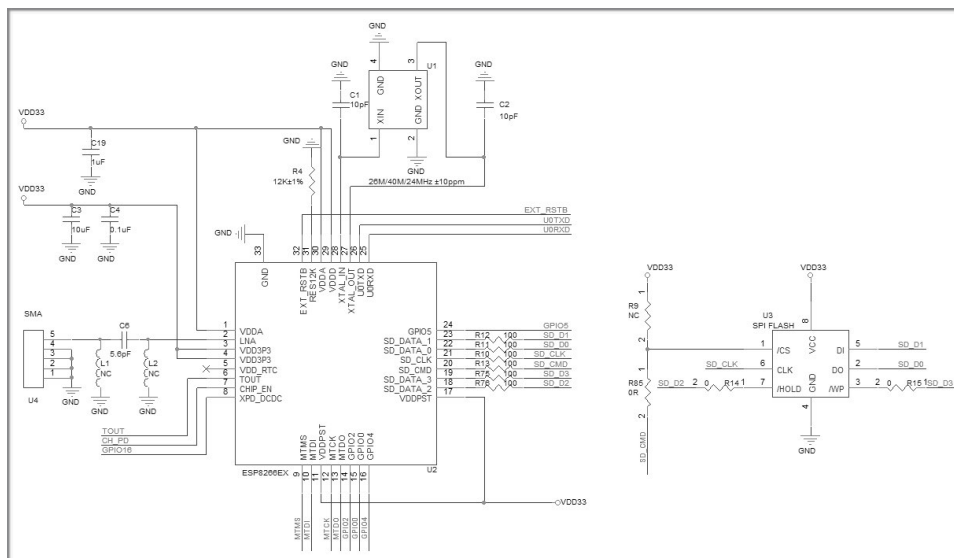 GND
GND
4
3
U1
GND
XOUT
XIN
GND
1
2
GND
GND
C1
10pF
GND
C2
10pF
26M/40M/24MHz ±10ppm
VDD33
C19
1uF
GND
GND
R4
12K±1%
VDD33
C3
10uF
GND
C4
0.1uF
GND
GND
33
EXT_RSTB
U0TXD
U0RXD
32
31
30
29
28
27
26
25
GND
EXT_RSTB
RES12K
VDDA
VDDD
XTAL_IN
XTAL_OUT
U0TXD
U0RXD
SMA
5
4
3
2
1
U4
C6
5.6pF
L1
NC
L2
NC
GND
GND
GND
1 VDDA
2 LNA
3 VDD3P3
4 VDD3P3
5 VDD_RTC
6 TOUT
7 CHIP_EN
8 XPD_DCDC
TOUT
CH_PD
GPIO16
GPIO5 24 GPIO5
SD_DATA_1 23 R12 100 SD_D1
SD_DATA_0 22 R11 100 SD_D0
SD_CLK 21 R10 100 SD_CLK
SD_CMD 20 R13 100 SD_CMD
SD_DATA_3 19 R75 100 SD_D3
SD_DATA_2 18 R76 100 SD_D2
VDDPST 17
U2
ESP8266EX
MTMS
MTDI
VDDPST
MTCK
MTDO
GPIO2
GPIO0
GPIO4
9
10
11
12
13
14
15
16
MTMS
MTDI
MTCK
MTDO
GPIO2
GPIO0
GPIO4
VDD33
VDD33
1
R9
NC
2
1
R85
0R
2
SD_CMD
VDD33
U3
SPI FLASH
8
VCC
1 /CS
DI 5 SD_D1
SD_CLK 6 CLK
DO 2 SD_D0
SD_D2 2 0 R14 1 7 /HOLD
/WP 3 2 0 R15 1 SD_D3
GND
4
GND